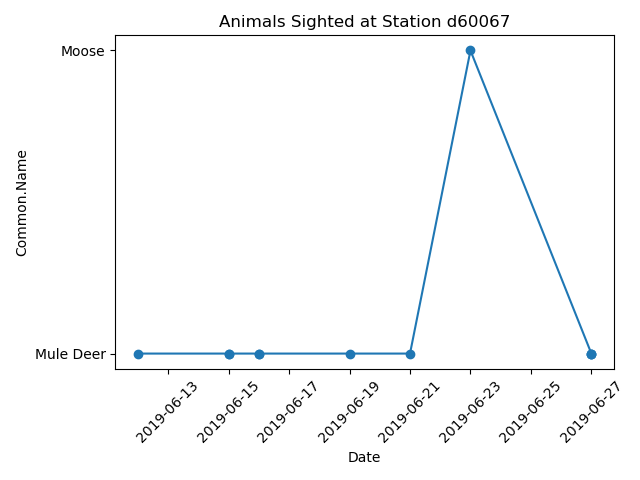 Animals Sighted at Station d60067
Moose
Common.Name
Mule Deer
2019-06-13
2019-06-15
2019-06-17
2019-06-19
2019-06-21
2019-06-23
2019-06-25
2019-06-27
Date